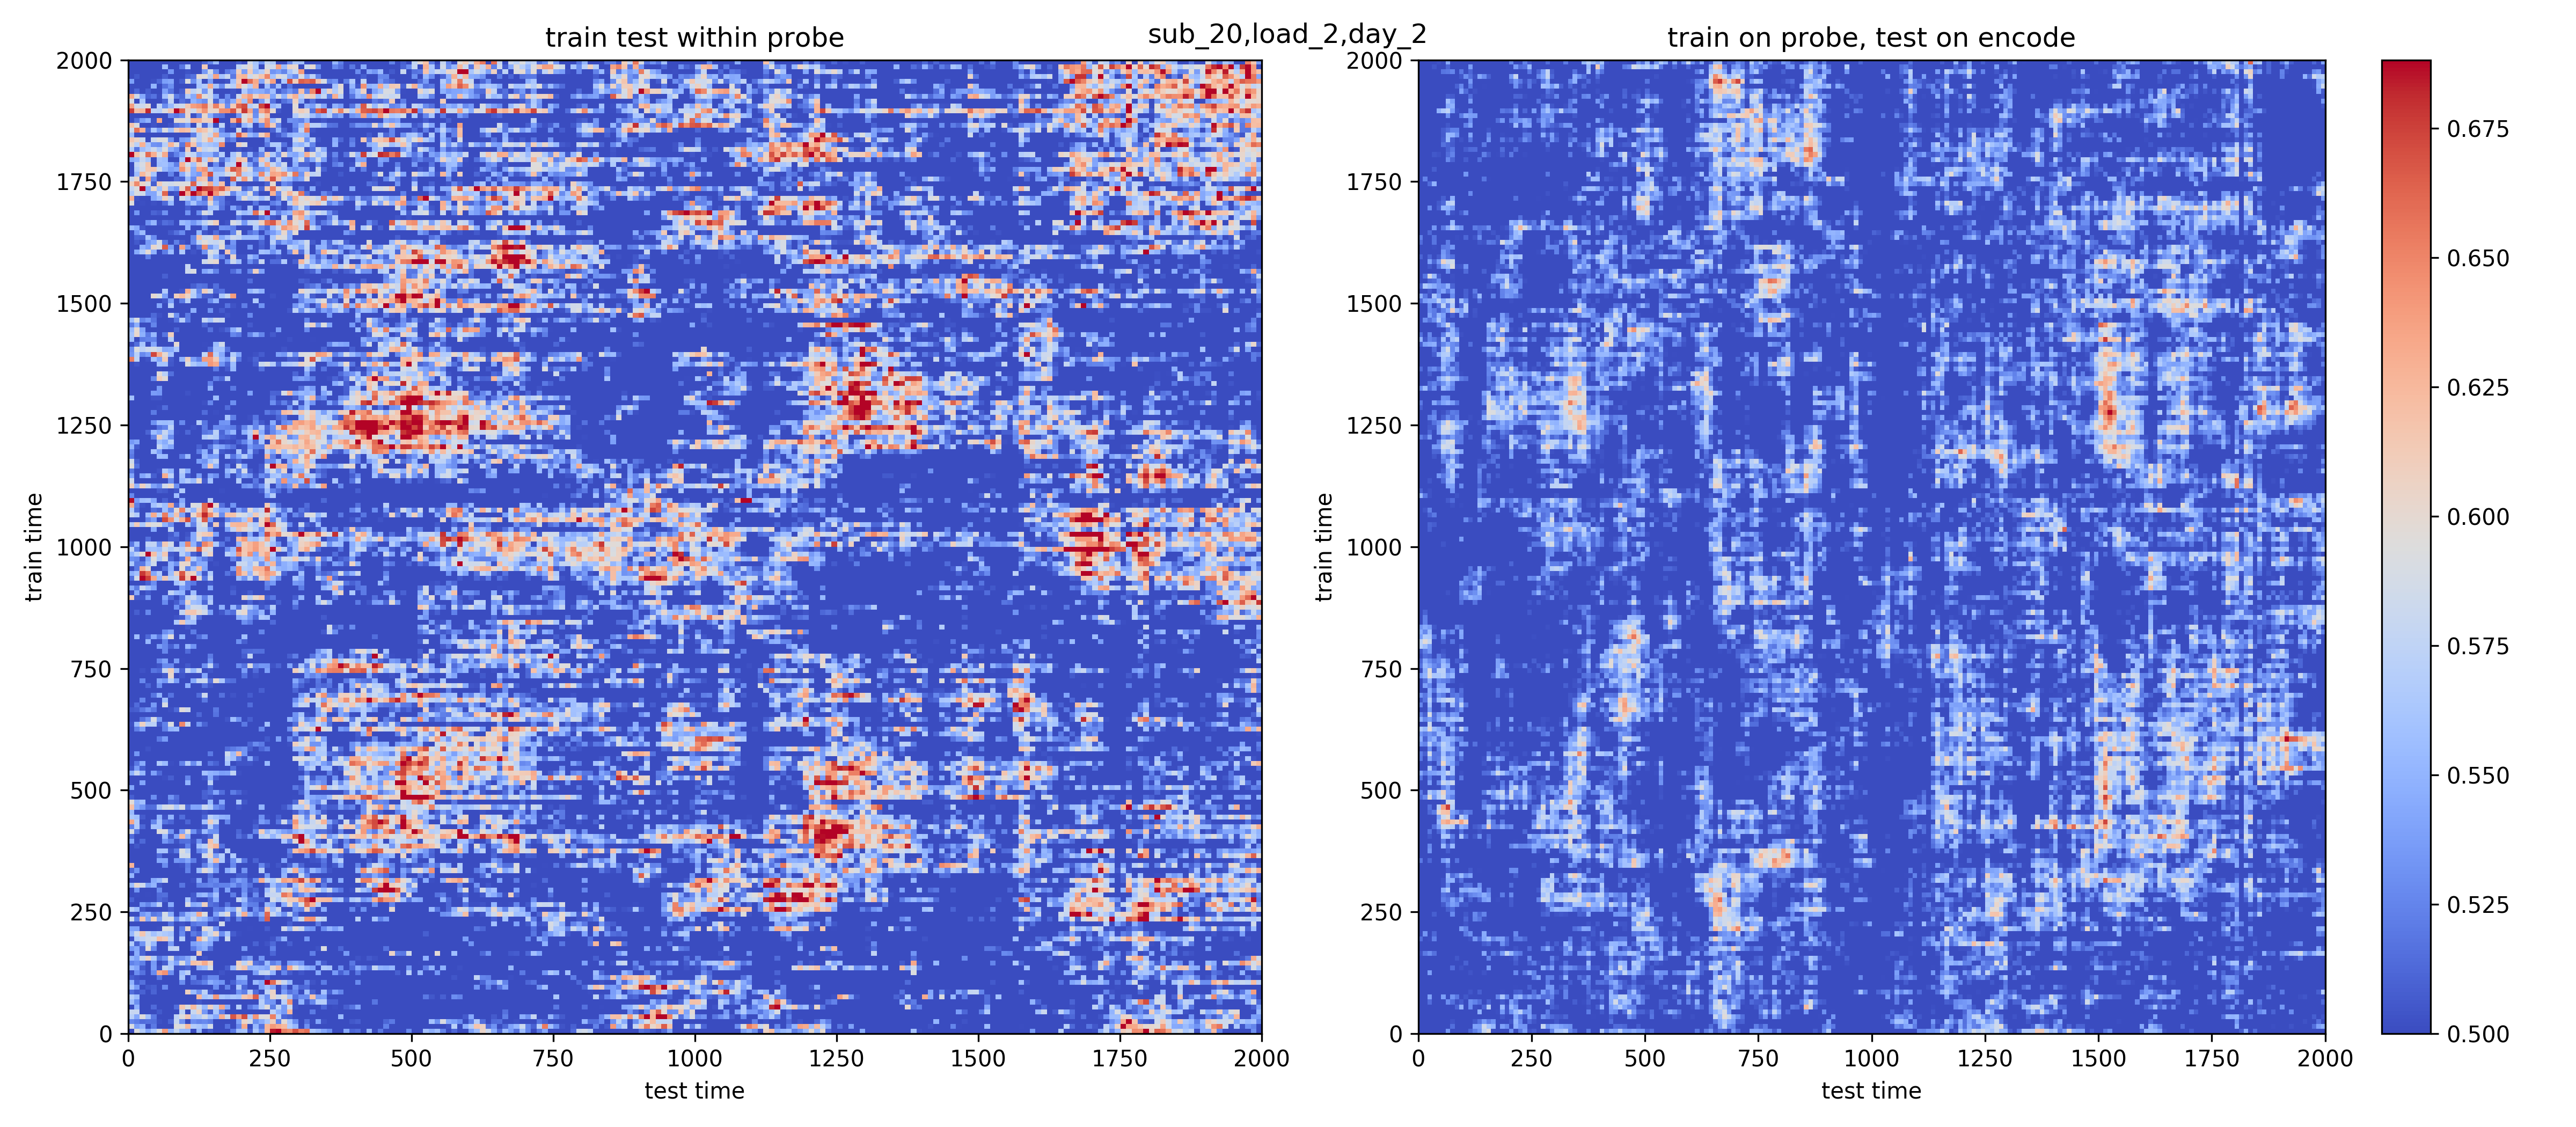 sub_20,load_2,day_2
train test within probe
train on probe, test on encode
2000
1750
1500
1250
1000
750
500
250
0
train time
0 250 500 750 1000 1250 1500 1750 2000
test time
2000
1750
1500
1250
1000
750
500
250
0
train time
0 250 500 750 1000 1250 1500 1750 2000
test time
0.675
0.650
0.625
0.600
0.575
0.550
0.525
0.500